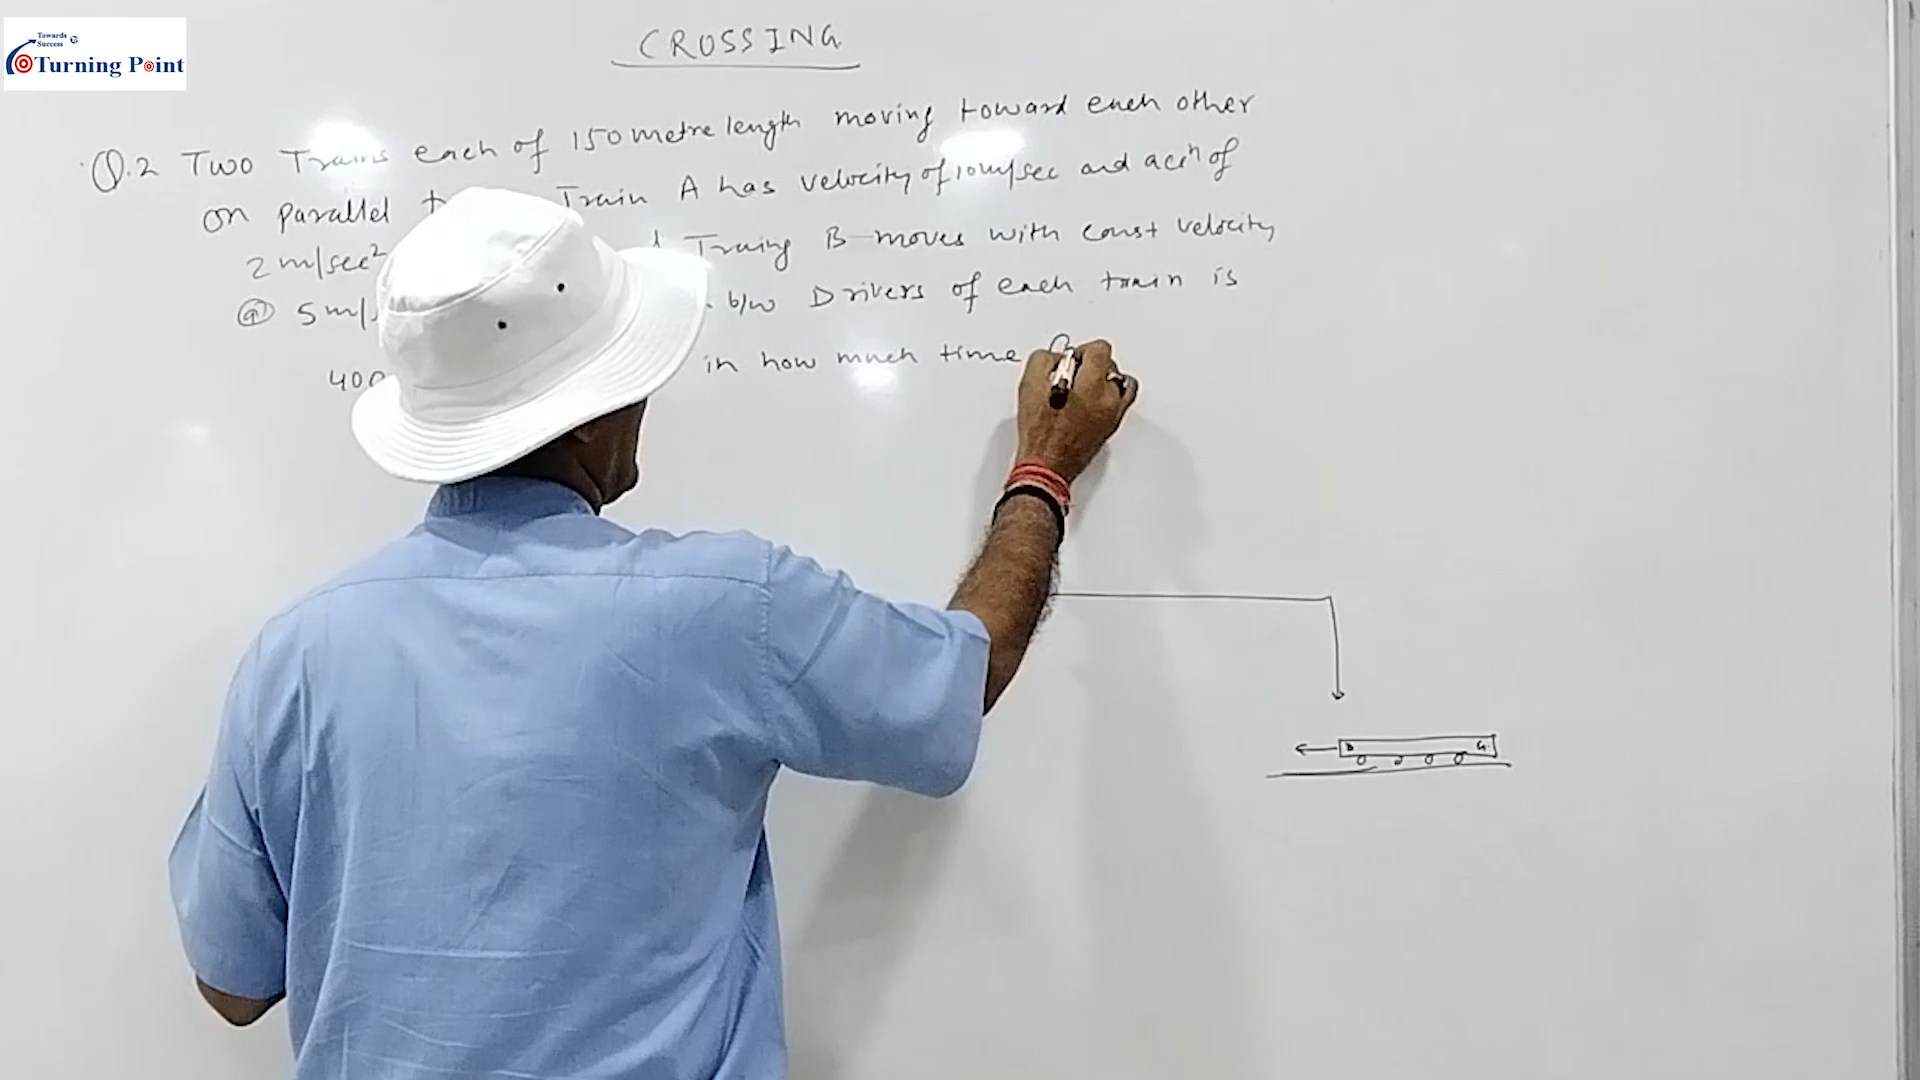 Towards
Success
Turning Point
CROSSING
Q.2 Two Trains each of 150 metre length moving toward each other
on parallel Train A has velocity of 10 m/sec and accn of
2 m/sec² Traing B moves with const velocity
@ 5 m/ b/w Drivers of each train is
400 in how much time
B G